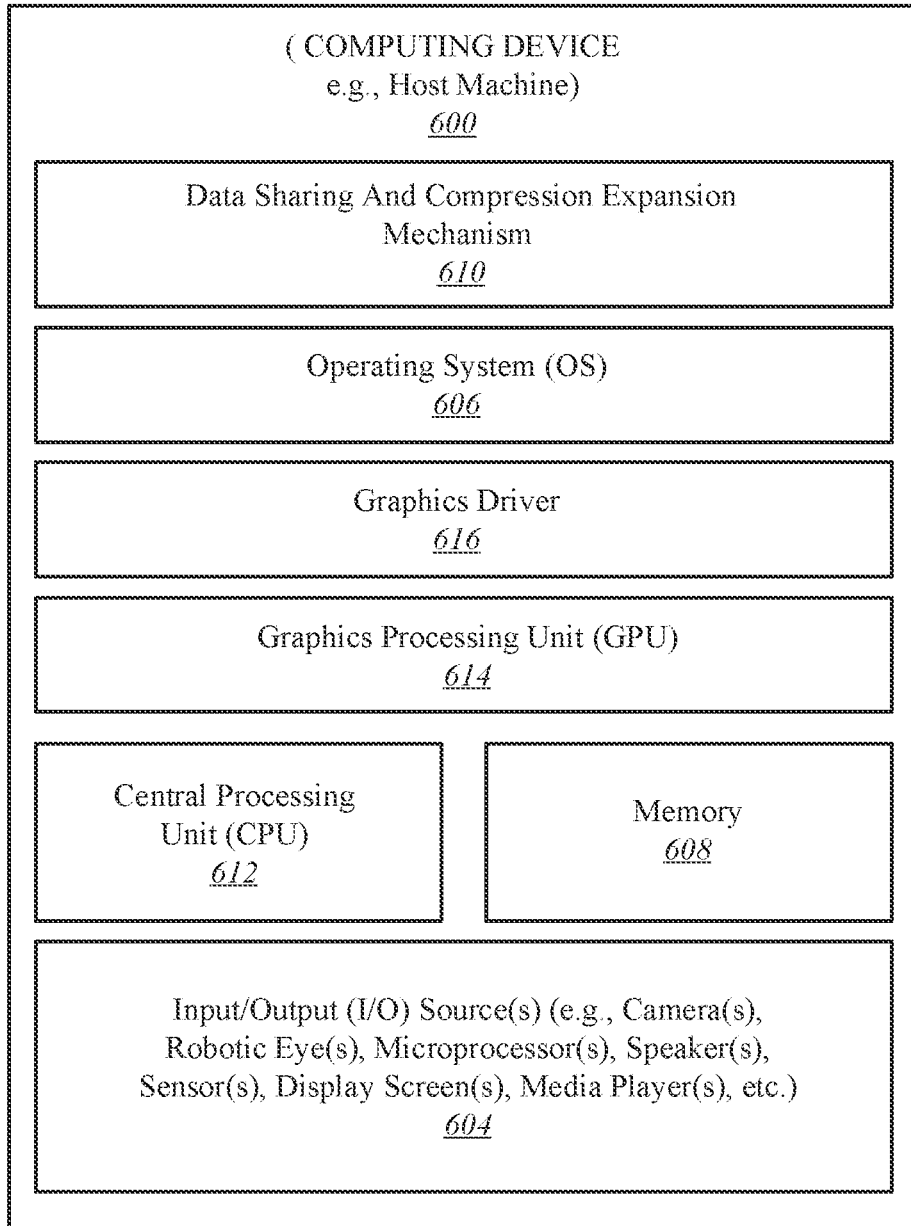 ( COMPUTING DEVICE
e.g., Host Machine)
600
Data Sharing And Compression Expansion
Mechanism
610
Operating System (OS)
606
Graphics Driver
616
Graphics Processing Unit (GPU)
614
Central Processing
Unit (CPU)
612
Memory
608
Input/Output (I/O) Source(s) (e.g., Camera(s),
Robotic Eye(s), Microprocessor(s), Speaker(s),
Sensor(s), Display Screen(s), Media Player(s), etc.)
604